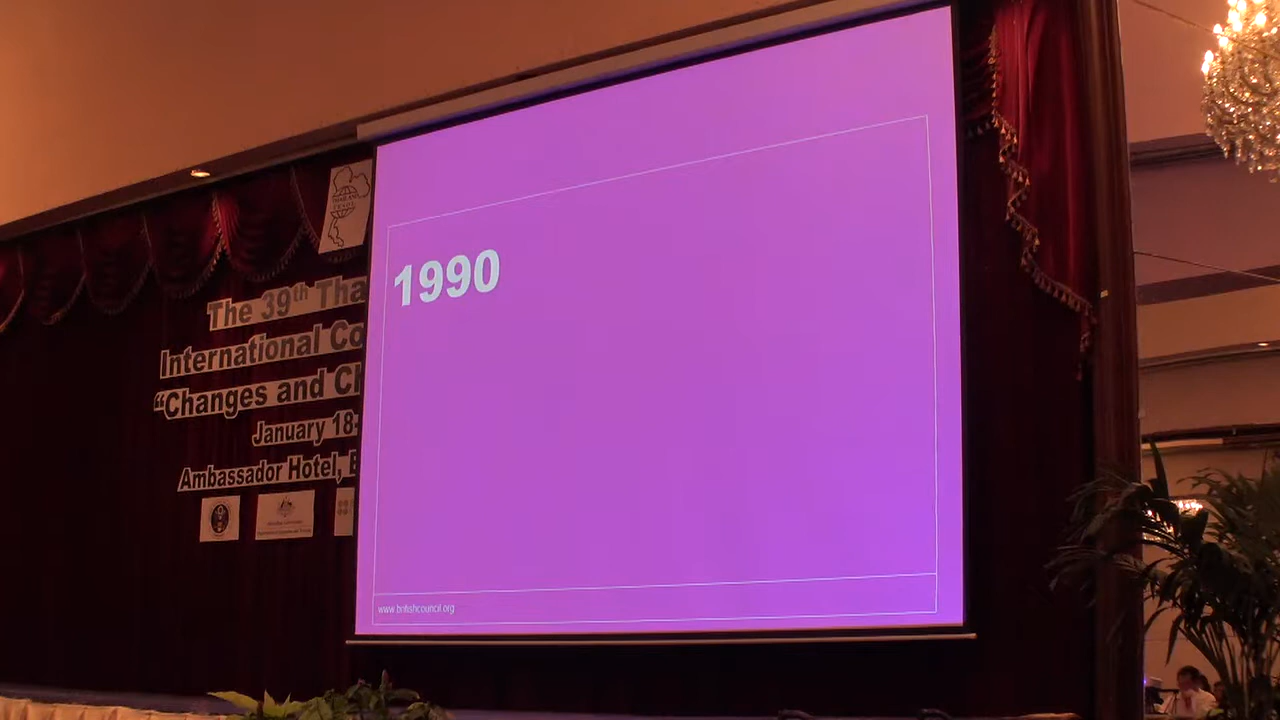 The 39th Tha
International Co
"Changes and Ch
January 18-
Ambassador Hotel, B
1990
www.britishcouncil.org